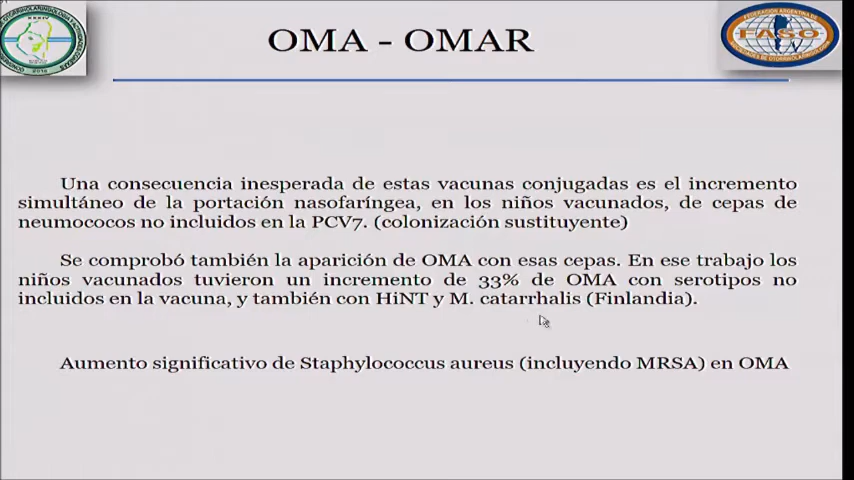 OMA - OMAR
FASO
Una consecuencia inesperada de estas vacunas conjugadas es el incremento
simultáneo de la portación nasofaríngea, en los niños vacunados, de cepas de
neumococos no incluidos en la PCV7. (colonización sustituyente)
Se comprobó también la aparición de OMA con esas cepas. En ese trabajo los
niños vacunados tuvieron un incremento de 33% de OMA con serotipos no
incluidos en la vacuna, y también con HiNT y M. catarrhalis (Finlandia).
Aumento significativo de Staphylococcus aureus (incluyendo MRSA) en OMA